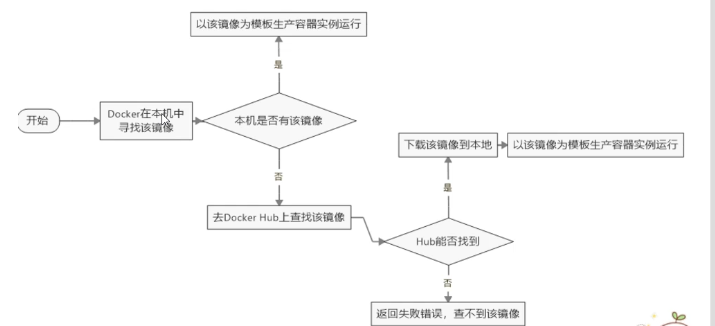 以该镜像为模板生产容器实例运行
是
开始
Docker在本机中
寻找该镜像
本机是否有该镜像
下载该镜像到本地
以该镜像为模板生产容器实例运行
否
是
去Docker Hub上查找该镜像
Hub能否找到
否
返回失败错误，查不到该镜像